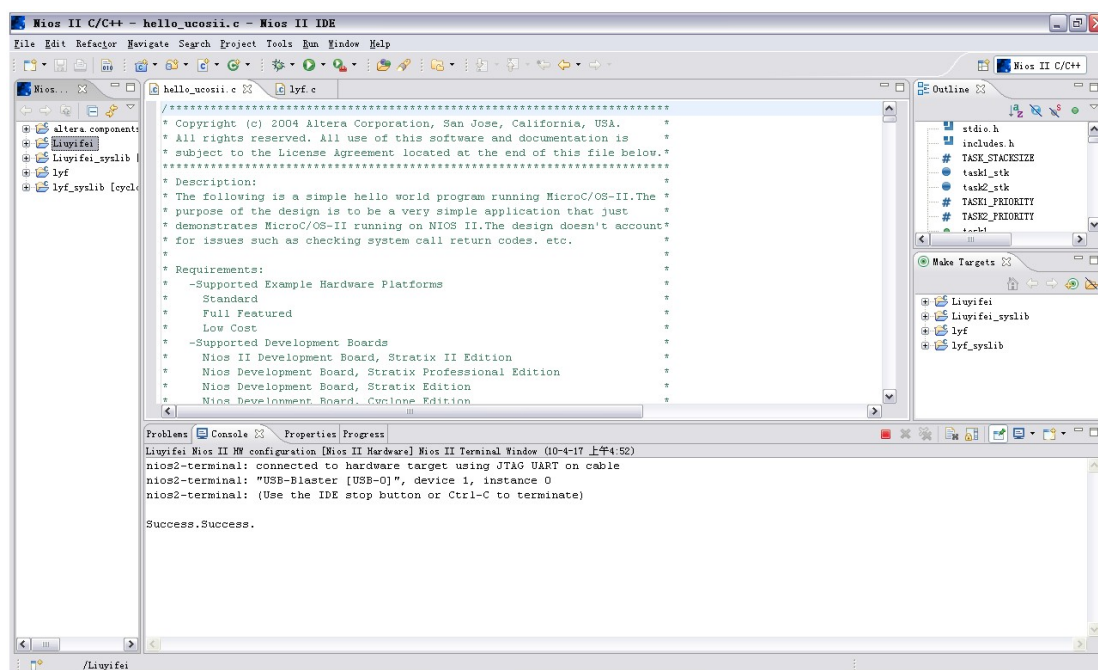 Nios II C/C++ - hello_ucosii.c - Nios II IDE
File Edit Refactor Navigate Search Project Tools Run Window Help
Nios II C/C++
Nios...
hello_ucosii.c
lyf.c
Outline
altera.components
Liuyifei
Liuyifei_syslib [
lyf
lyf_syslib [cyclo
/***************************************************************************
* Copyright (c) 2004 Altera Corporation, San Jose, California, USA. *
* All rights reserved. All use of this software and documentation is *
* subject to the License Agreement located at the end of this file below.*
****************************************************************************
* Description: *
* The following is a simple hello world program running MicroC/OS-II.The *
* purpose of the design is to be a very simple application that just *
* demonstrates MicroC/OS-II running on NIOS II.The design doesn't account*
* for issues such as checking system call return codes. etc. *
* *
* Requirements: *
* -Supported Example Hardware Platforms *
* Standard *
* Full Featured *
* Low Cost *
* -Supported Development Boards *
* Nios II Development Board, Stratix II Edition *
* Nios Development Board, Stratix Professional Edition *
* Nios Development Board, Stratix Edition *
* Nios Development Board, Cyclone Edition *
stdio.h
includes.h
TASK_STACKSIZE
task1_stk
task2_stk
TASK1_PRIORITY
TASK2_PRIORITY
task1
Make Targets
Liuyifei
Liuyifei_syslib
lyf
lyf_syslib
Problems Console Properties Progress
Liuyifei Nios II HW configuration [Nios II Hardware] Nios II Terminal Window (10-4-17 上午4:52)
nios2-terminal: connected to hardware target using JTAG UART on cable
nios2-terminal: "USB-Blaster [USB-0]", device 1, instance 0
nios2-terminal: (Use the IDE stop button or Ctrl-C to terminate)
Success.Success.
/Liuyifei